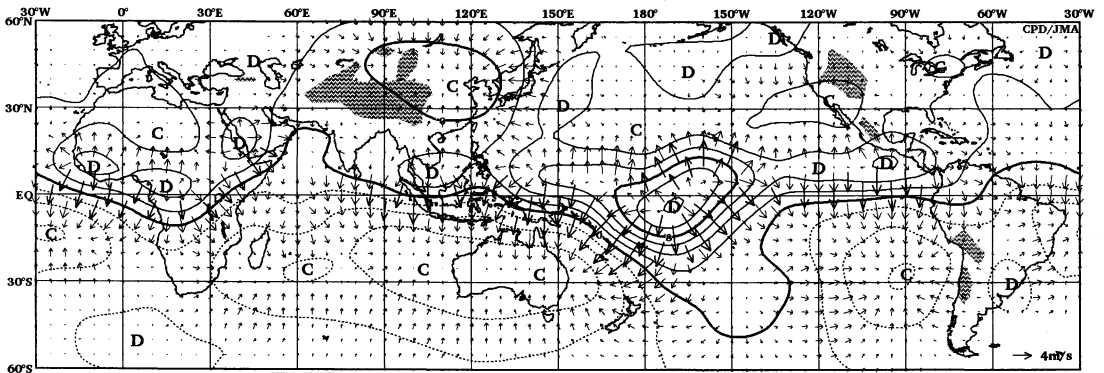 30°W 0° 30°E 60°E 90°E 120°E 150°E 180° 150°W 120°W 90°W 60°W 30°W
60°N
CPD/JMA
D D D D
C C
30°N D
C D C
D D D D D
D
EQ D
C
C C C C
30°S D
D
4m/s
60°S